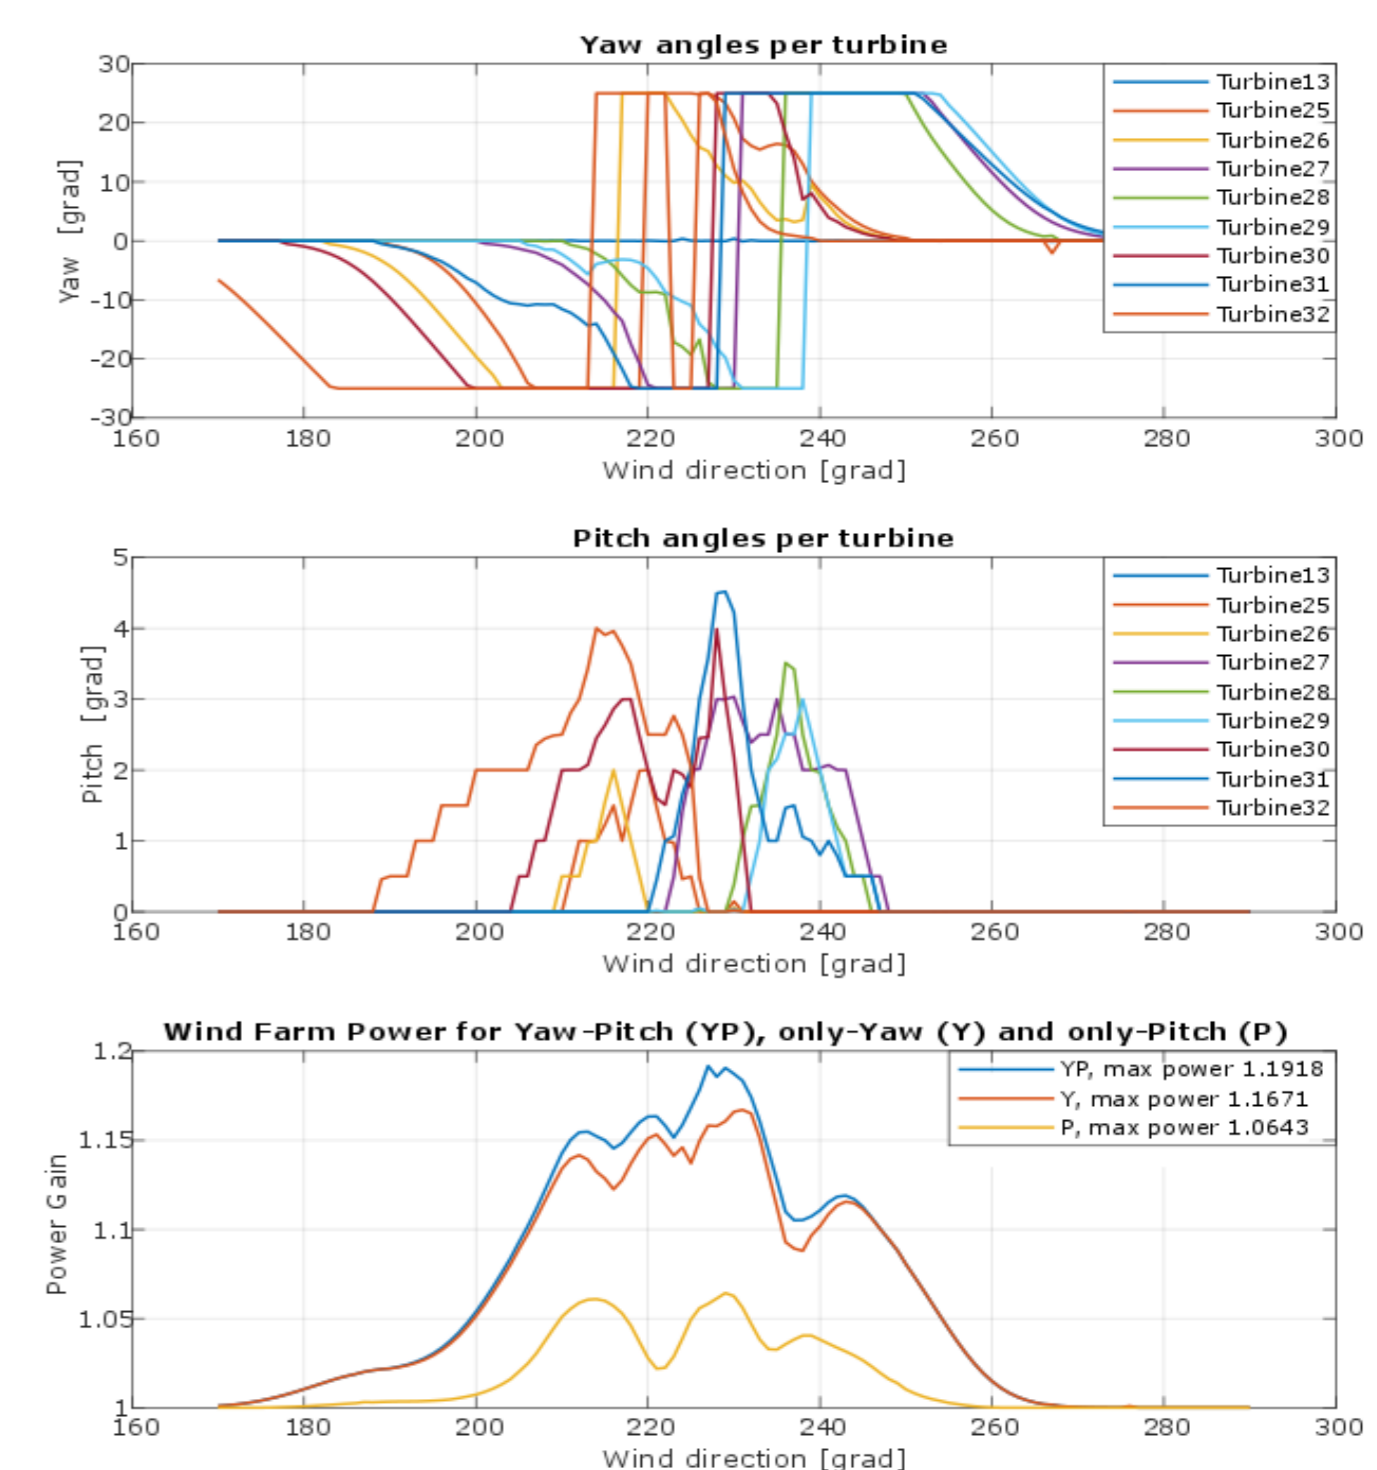 Yaw angles per turbine
30
20
10
0
-10
-20
-30
Yaw [grad]
160 180 200 220 240 260 280 300
Wind direction [grad]
Turbine13
Turbine25
Turbine26
Turbine27
Turbine28
Turbine29
Turbine30
Turbine31
Turbine32
Pitch angles per turbine
5
4
3
2
1
0
Pitch [grad]
160 180 200 220 240 260 280 300
Wind direction [grad]
Turbine13
Turbine25
Turbine26
Turbine27
Turbine28
Turbine29
Turbine30
Turbine31
Turbine32
Wind Farm Power for Yaw-Pitch (YP), only-Yaw (Y) and only-Pitch (P)
1.2
1.15
1.1
1.05
1
Power Gain
160 180 200 220 240 260 280 300
Wind direction [grad]
YP, max power 1.1918
Y, max power 1.1671
P, max power 1.0643